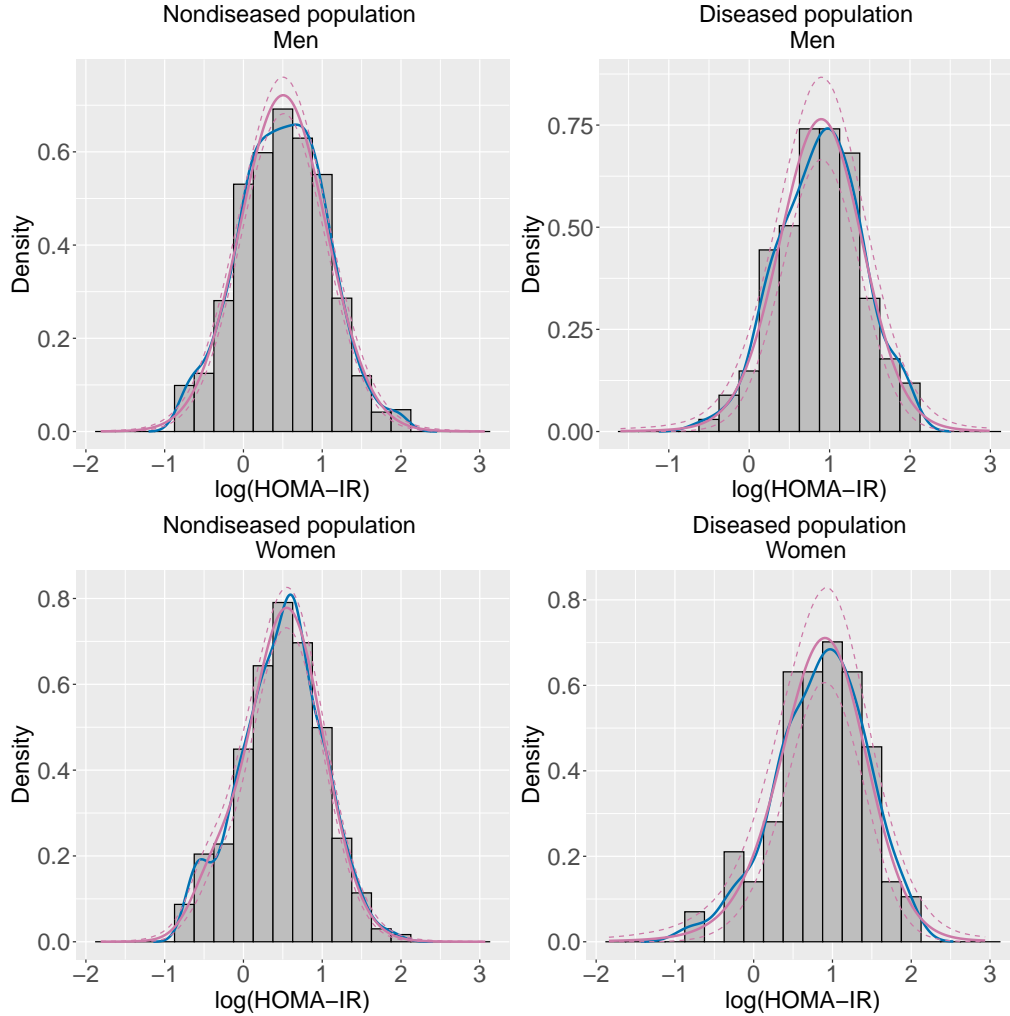 Nondiseased population
Men
Density
0.6
0.4
0.2
0.0
−2 −1 0 1 2 3
log(HOMA−IR)
Diseased population
Men
Density
0.75
0.50
0.25
0.00
−1 0 1 2 3
log(HOMA−IR)
Nondiseased population
Women
Density
0.8
0.6
0.4
0.2
0.0
−2 −1 0 1 2 3
log(HOMA−IR)
Diseased population
Women
Density
0.8
0.6
0.4
0.2
0.0
−2 −1 0 1 2 3
log(HOMA−IR)